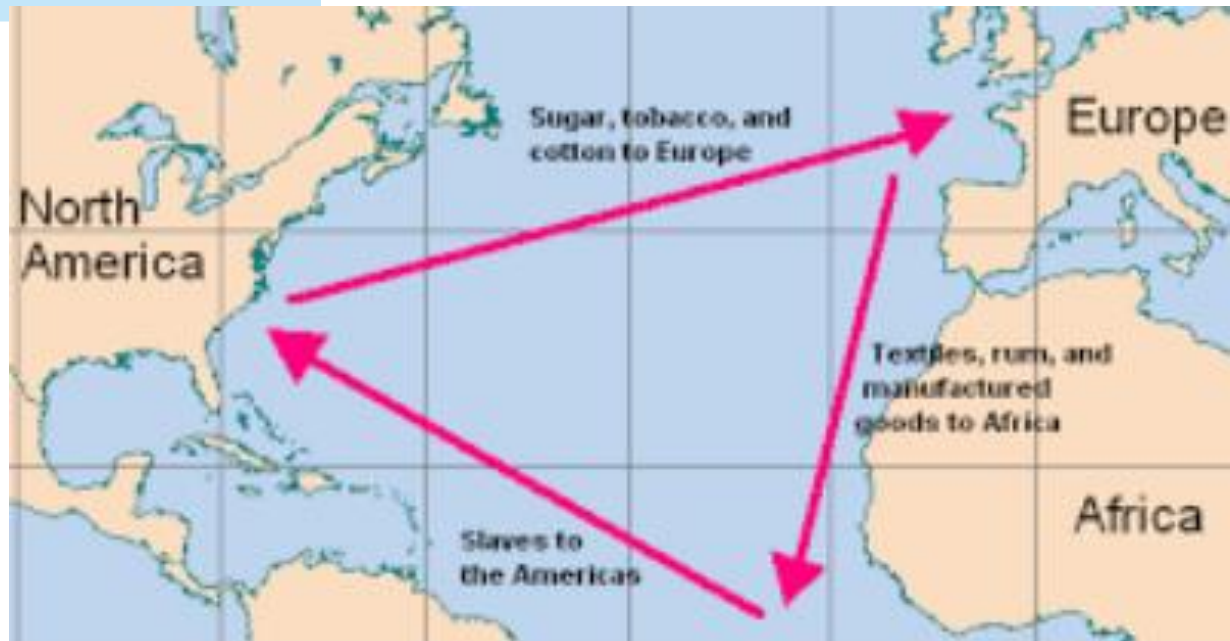 Sugar, tobacco, and
cotton to Europe
Europe
North
America
Textiles, rum, and
manufactured
goods to Africa
Africa
Slaves to
the Americas